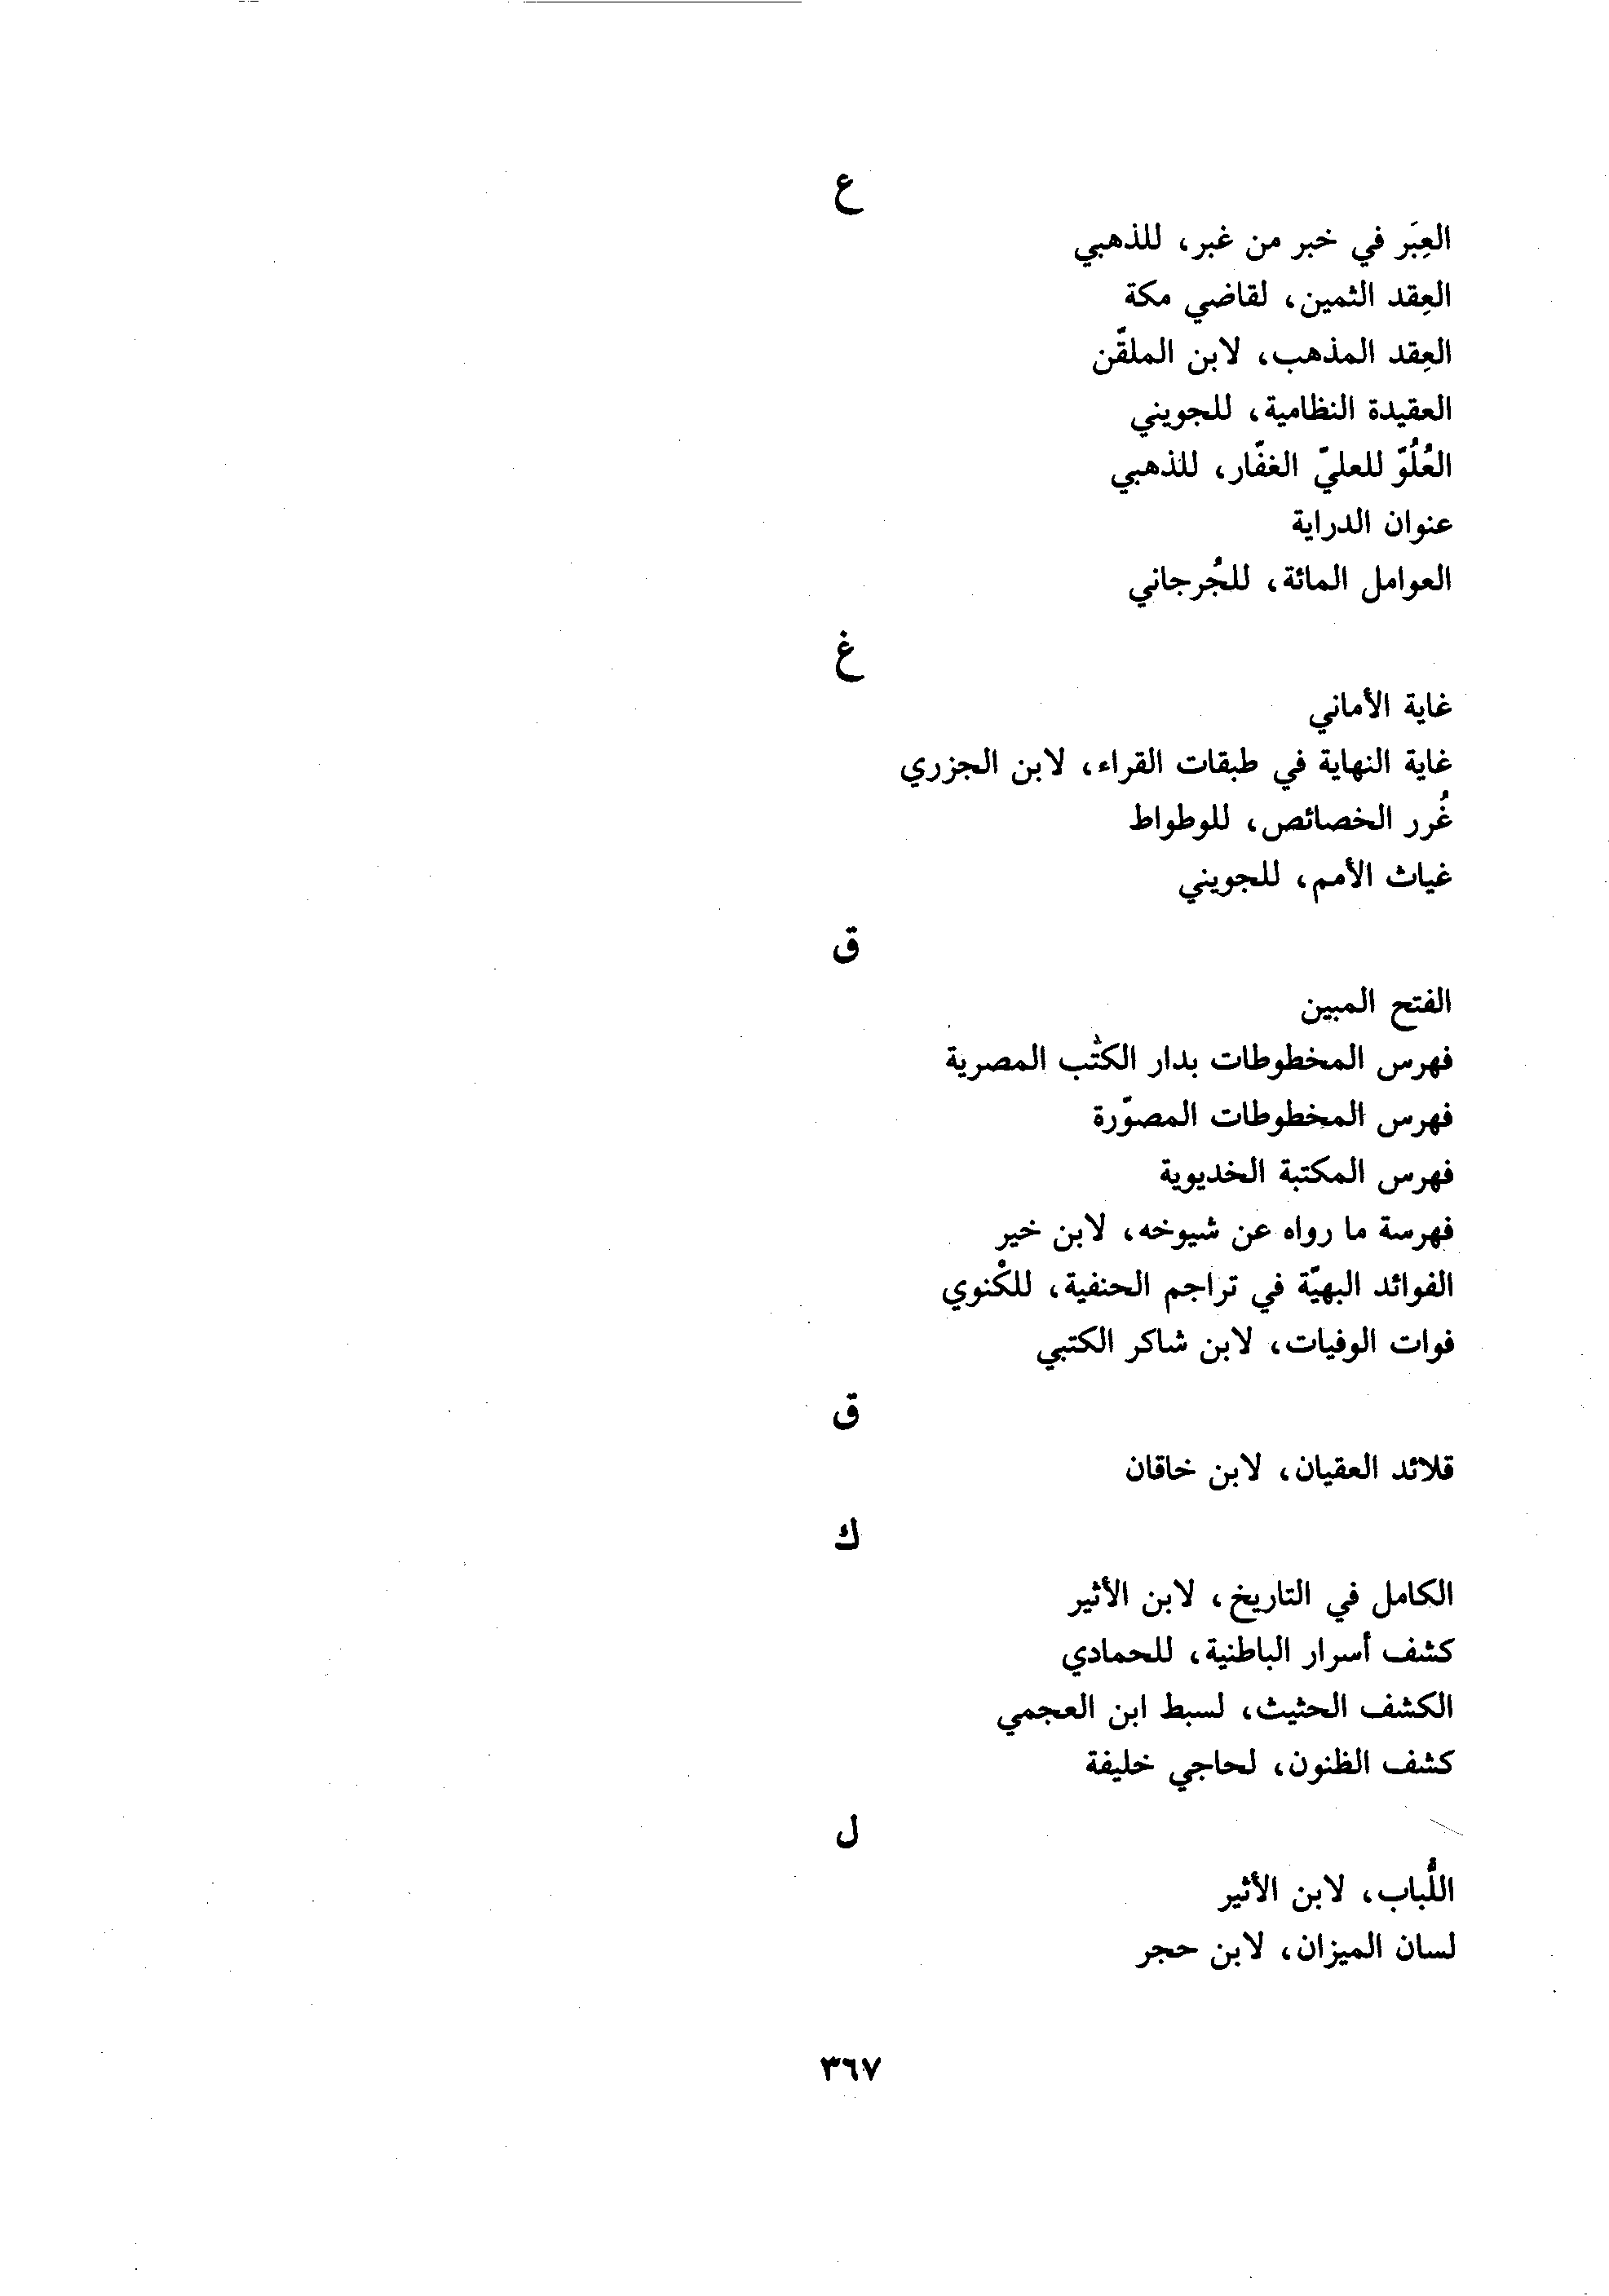 ع
العِبَر في خبر من غبر، للذهبي
العِقد الثمين، لقاضي مكة
العِقد المذهب، لابن الملقّن
العقيدة النظامية، للجويني
العُلُوّ للعليّ الغفّار، للذهبي
عنوان الدراية
العوامل المائة، للجُرجاني
غ
غاية الأماني
غاية النهاية في طبقات القراء، لابن الجزري
غُرر الخصائص، للوطواط
غياث الأمم، للجويني
ق
الفتح المبين
فهرس المخطوطات بدار الكتُب المصرية
فهرس المخطوطات المصوّرة
فهرس المكتبة الخديوية
فهرسة ما رواه عن شيوخه، لابن خير
الفوائد البهيّة في تراجم الحنفية، للكْنوي
فوات الوفيات، لابن شاكر الكتبي
ق
قلائد العقيان، لابن خاقان
ك
الكامل في التاريخ، لابن الأثير
كشف أسرار الباطنية، للحمادي
الكشف الحثيث، لسبط ابن العجمي
كشف الظنون، لحاجي خليفة
ل
اللُّباب، لابن الأثير
لسان الميزان، لابن حجر
٣٦٧